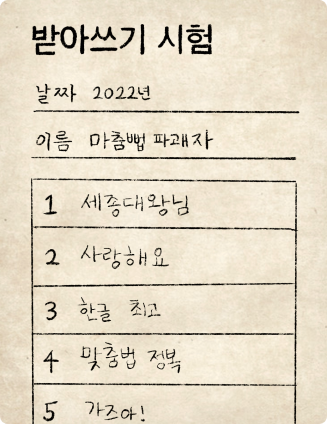 받아쓰기 시험
날짜 2022년
이름 마춤뻡 파괘자
1 세종대왕님
2 사랑해요
3 한글 최고
4 맞춤법 정복
5 가즈아!